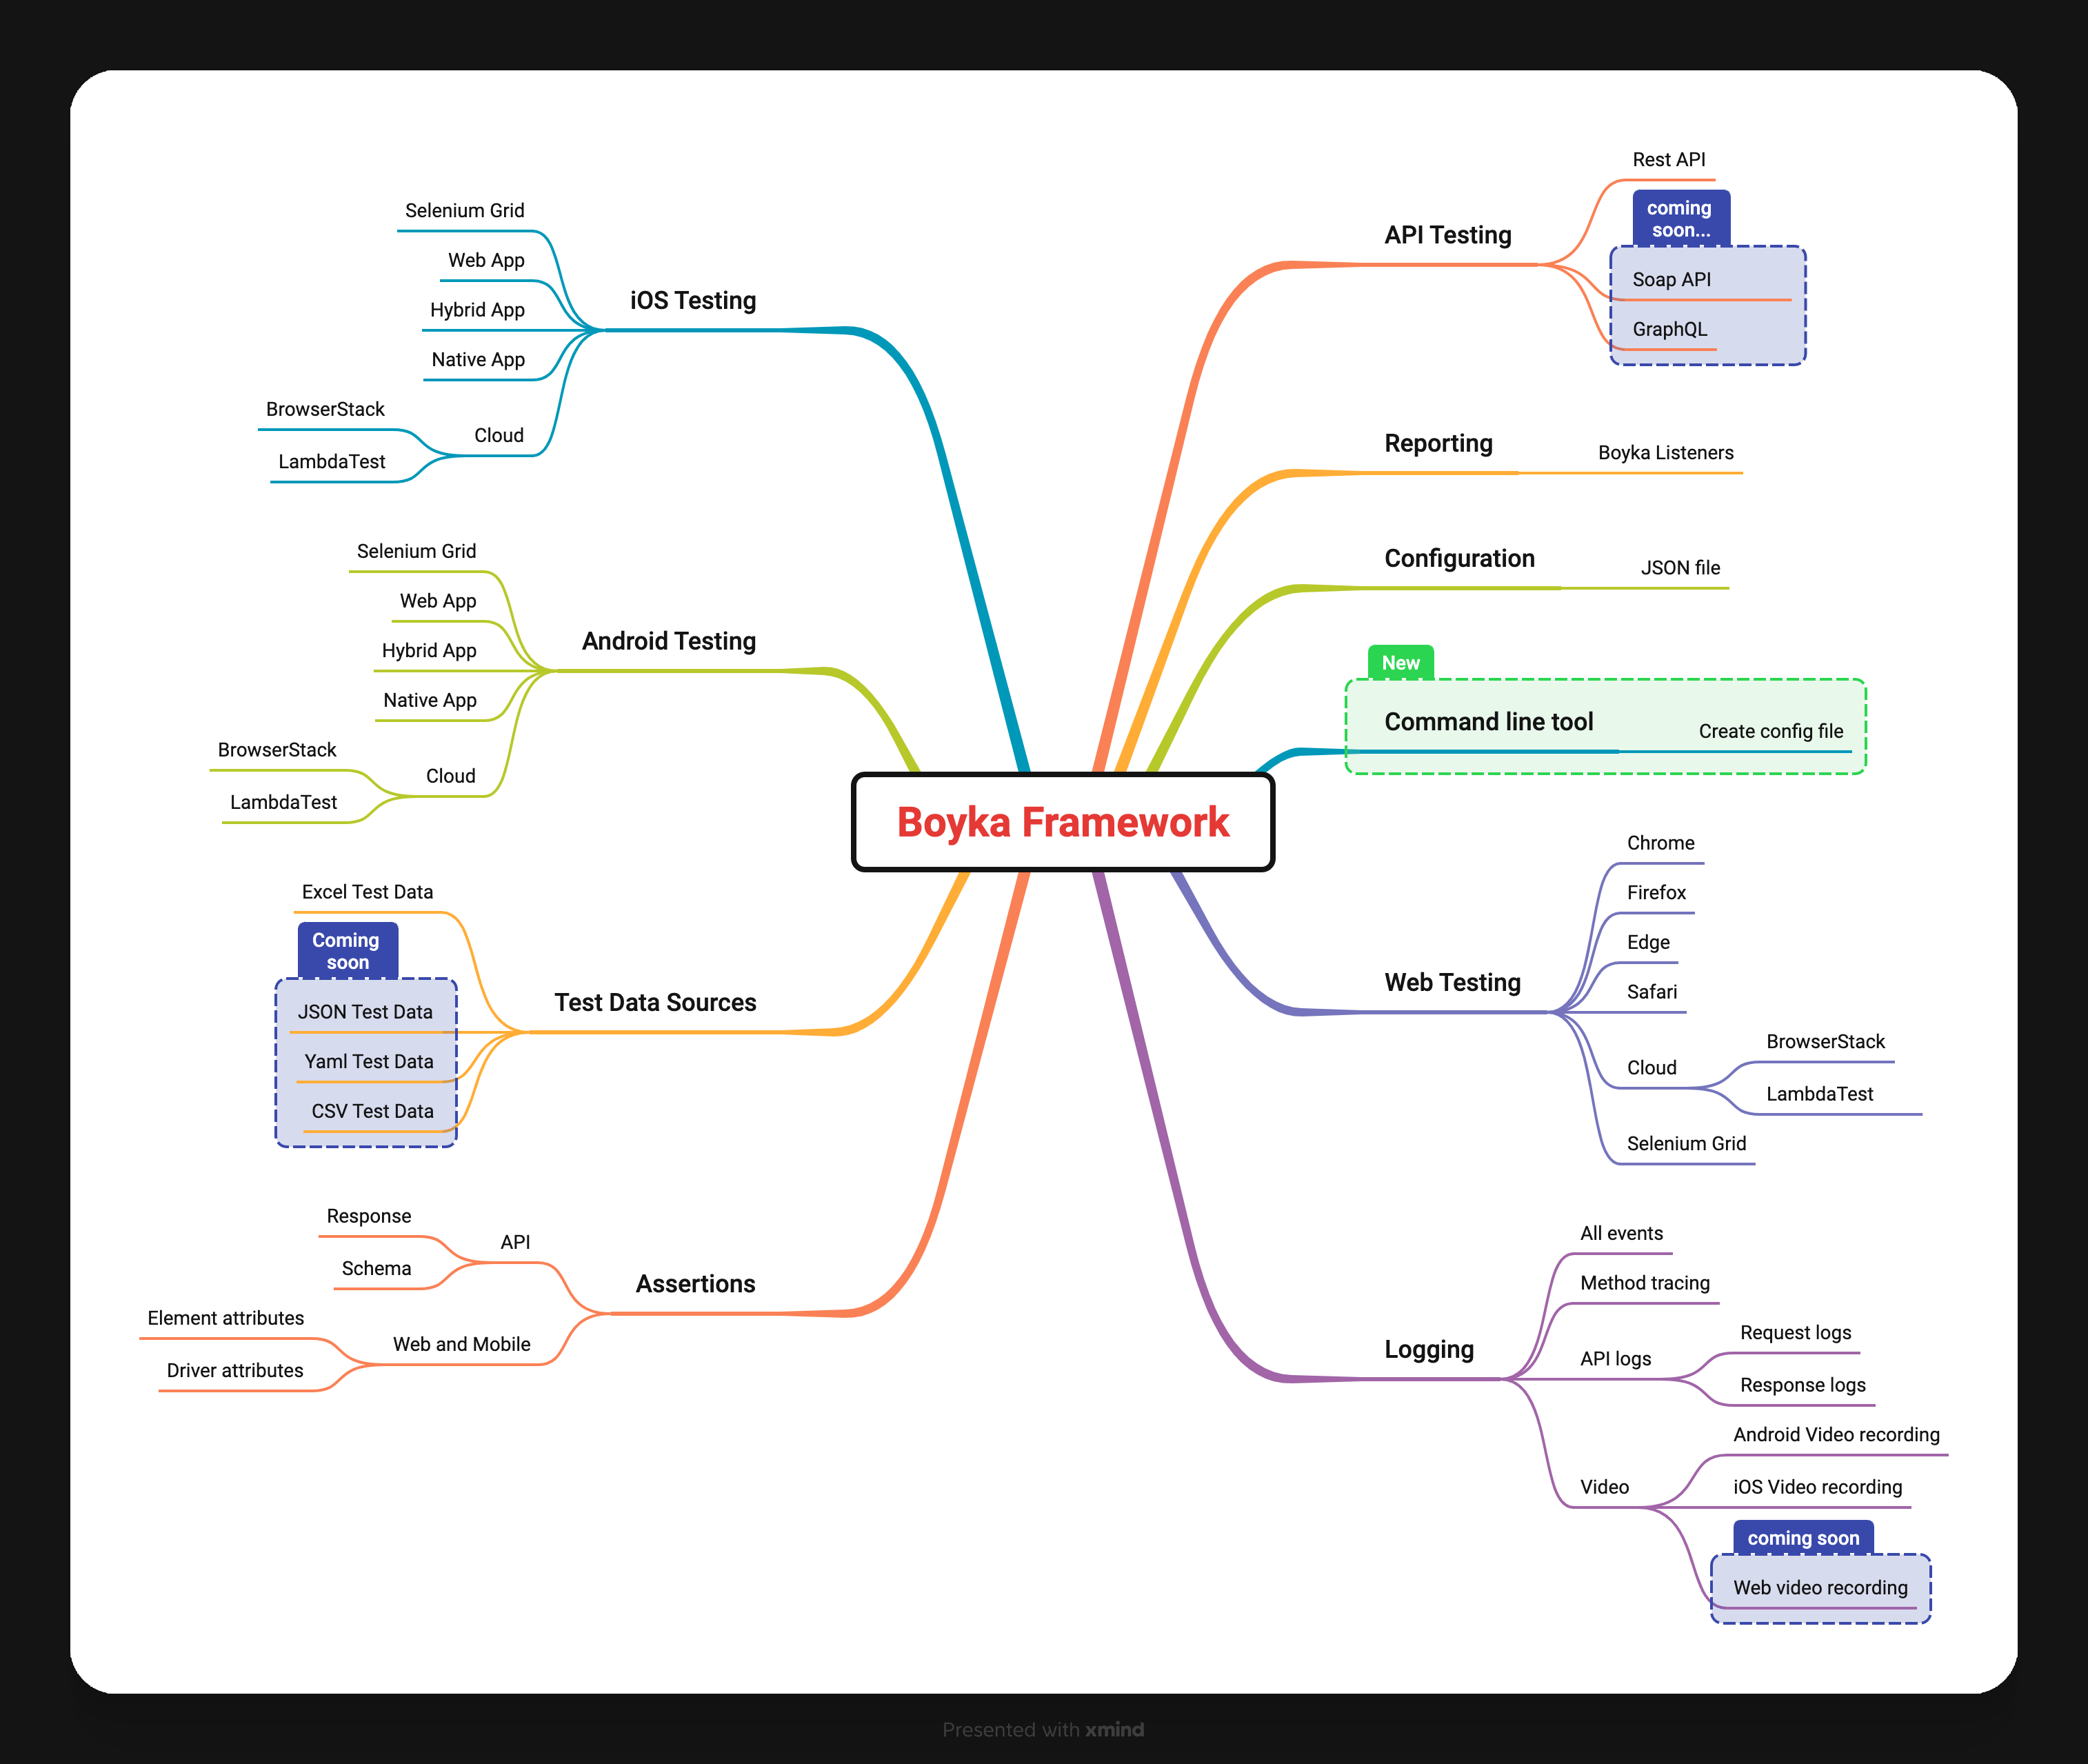 Boyka Framework
API Testing
Rest API
coming
soon...
Soap API
GraphQL
Reporting
Boyka Listeners
Configuration
JSON file
New
Command line tool
Create config file
Web Testing
Chrome
Firefox
Edge
Safari
Cloud
BrowserStack
LambdaTest
Selenium Grid
Logging
All events
Method tracing
API logs
Request logs
Response logs
Video
Android Video recording
iOS Video recording
coming soon
Web video recording
iOS Testing
Selenium Grid
Web App
Hybrid App
Native App
Cloud
BrowserStack
LambdaTest
Android Testing
Selenium Grid
Web App
Hybrid App
Native App
Cloud
BrowserStack
LambdaTest
Test Data Sources
Excel Test Data
Coming
soon
JSON Test Data
Yaml Test Data
CSV Test Data
Assertions
API
Response
Schema
Web and Mobile
Element attributes
Driver attributes
Presented with xmind